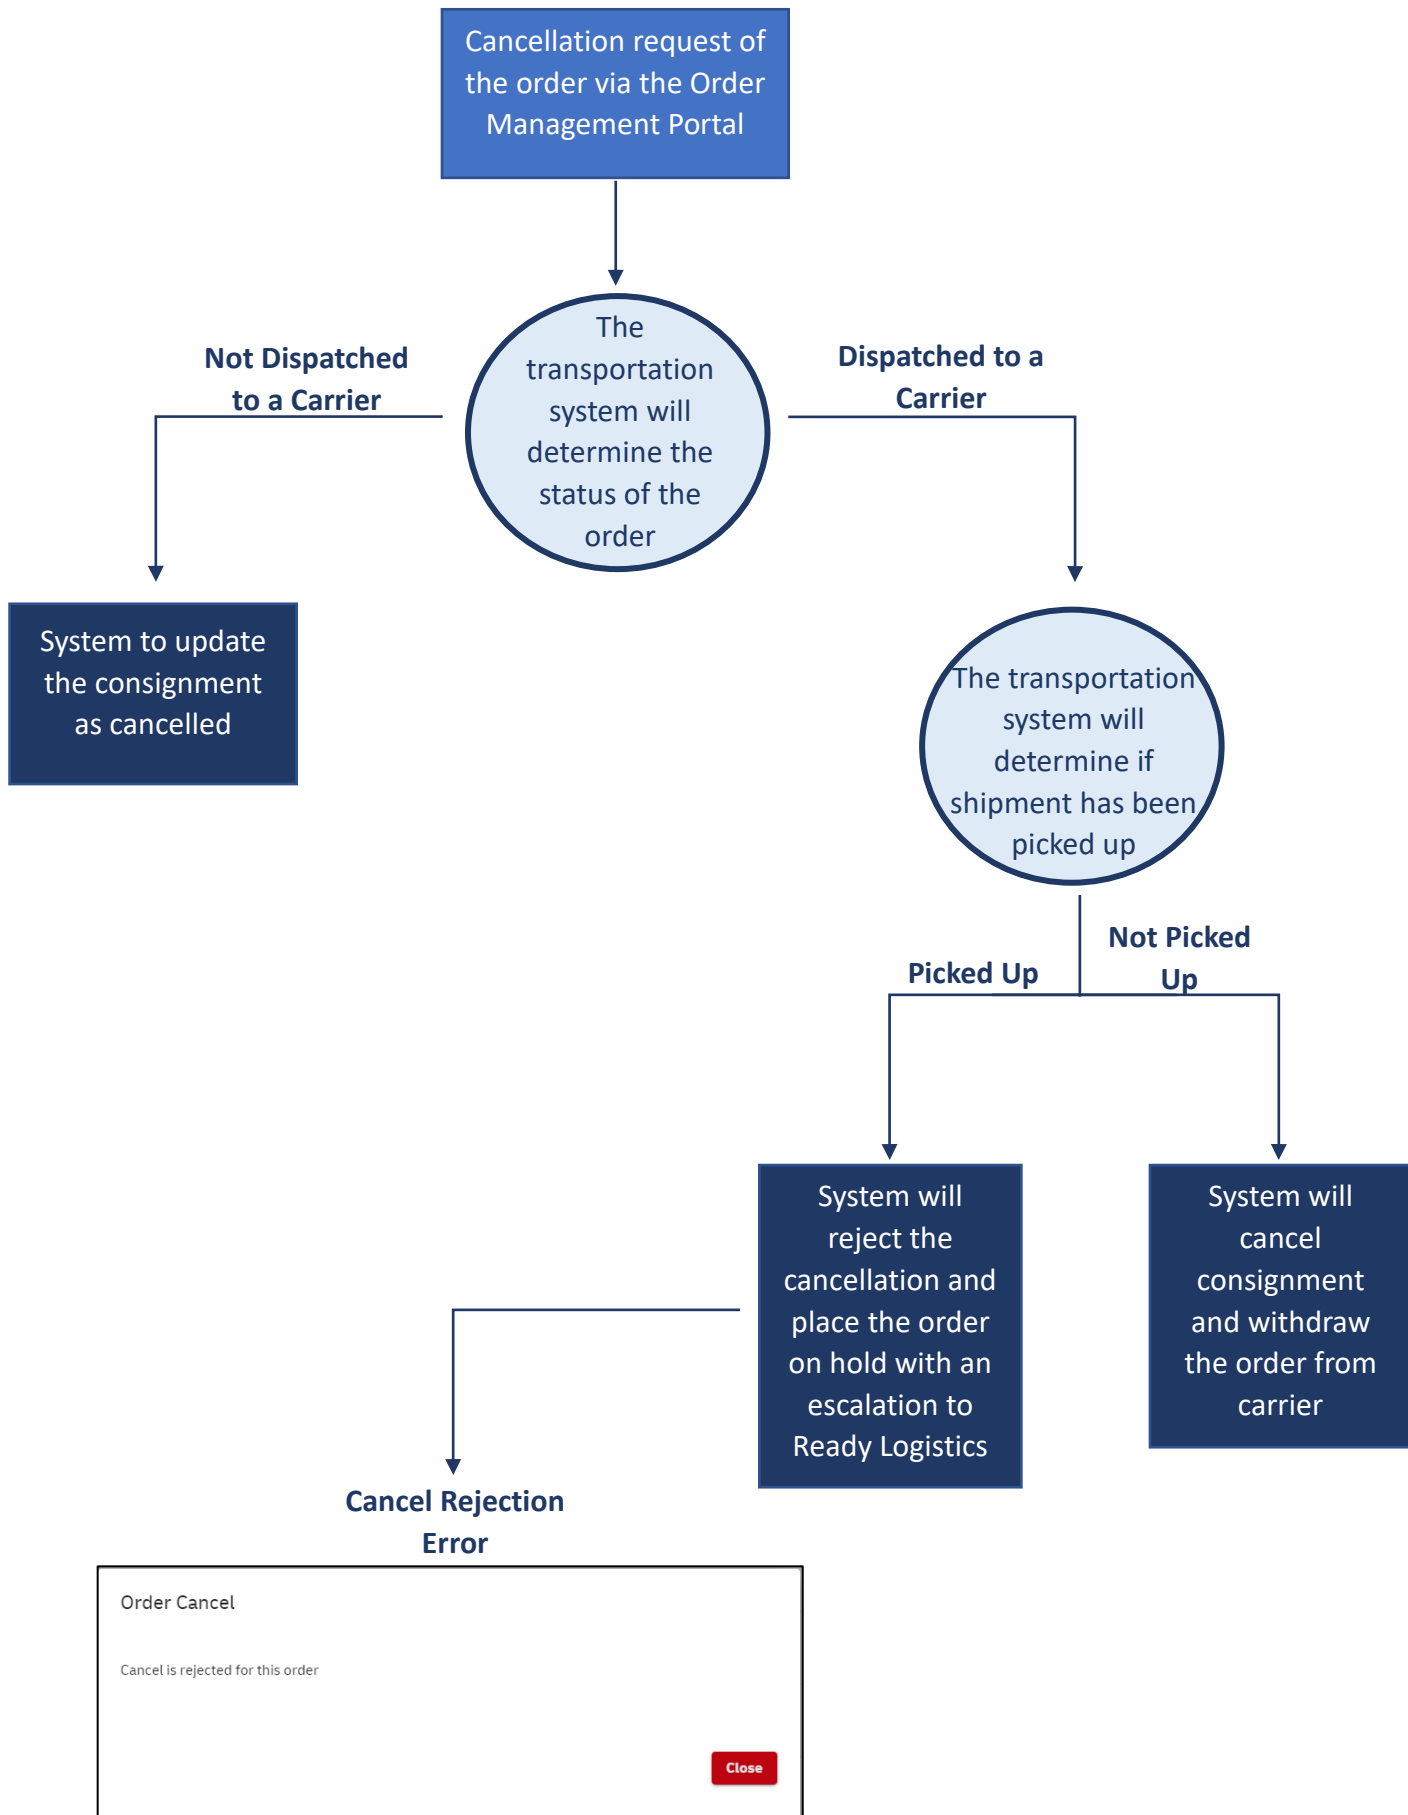 Cancellation request of
the order via the Order
Management Portal
The
transportation
system will
determine the
status of the
order
Not Dispatched
to a Carrier
Dispatched to a
Carrier
System to update
the consignment
as cancelled
The transportation
system will
determine if
shipment has been
picked up
Picked Up
Not Picked
Up
System will
reject the
cancellation and
place the order
on hold with an
escalation to
Ready Logistics
System will
cancel
consignment
and withdraw
the order from
carrier
Cancel Rejection
Error
Order Cancel
Cancel is rejected for this order
Close